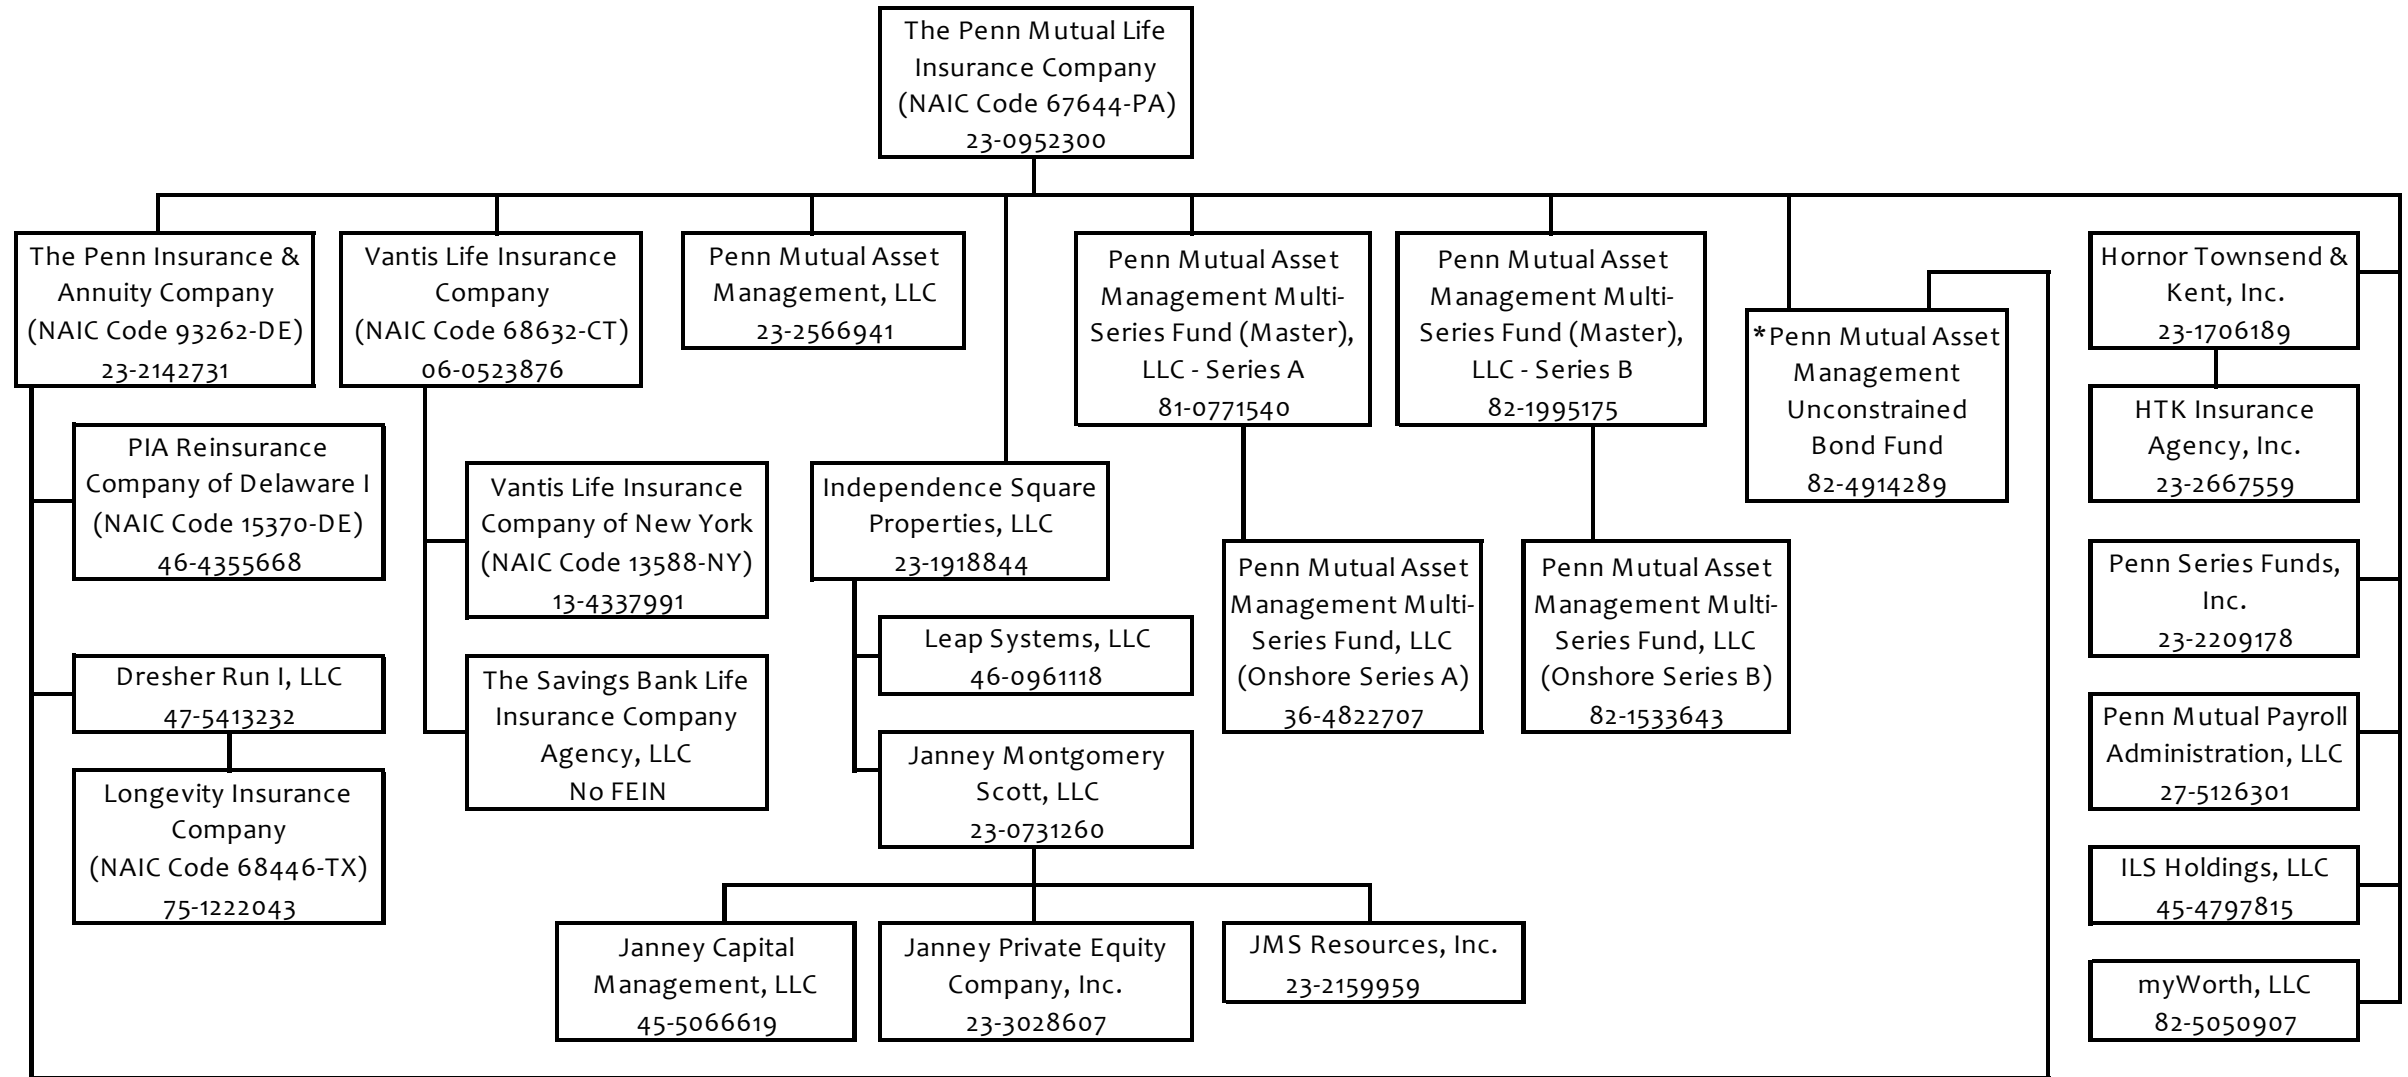 The Penn Mutual Life
Insurance Company
(NAIC Code 67644-PA)
23-0952300
The Penn Insurance &
Annuity Company
(NAIC Code 93262-DE)
23-2142731
Vantis Life Insurance
Company
(NAIC Code 68632-CT)
06-0523876
Penn Mutual Asset
Management, LLC
23-2566941
Penn Mutual Asset
Management Multi-
Series Fund (Master),
LLC - Series A
81-0771540
Penn Mutual Asset
Management Multi-
Series Fund (Master),
LLC - Series B
82-1995175
*Penn Mutual Asset
Management
Unconstrained
Bond Fund
82-4914289
Hornor Townsend &
Kent, Inc.
23-1706189
HTK Insurance
Agency, Inc.
23-2667559
PIA Reinsurance
Company of Delaware I
(NAIC Code 15370-DE)
46-4355668
Vantis Life Insurance
Company of New York
(NAIC Code 13588-NY)
13-4337991
Independence Square
Properties, LLC
23-1918844
Penn Mutual Asset
Management Multi-
Series Fund, LLC
(Onshore Series A)
36-4822707
Penn Mutual Asset
Management Multi-
Series Fund, LLC
(Onshore Series B)
82-1533643
Penn Series Funds,
Inc.
23-2209178
Dresher Run I, LLC
47-5413232
The Savings Bank Life
Insurance Company
Agency, LLC
No FEIN
Leap Systems, LLC
46-0961118
Penn Mutual Payroll
Administration, LLC
27-5126301
Longevity Insurance
Company
(NAIC Code 68446-TX)
75-1222043
Janney Montgomery
Scott, LLC
23-0731260
ILS Holdings, LLC
45-4797815
Janney Capital
Management, LLC
45-5066619
Janney Private Equity
Company, Inc.
23-3028607
JMS Resources, Inc.
23-2159959
myWorth, LLC
82-5050907